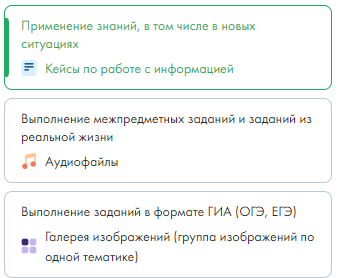 Применение знаний, в том числе в новых
ситуациях
Кейсы по работе с информацией
Выполнение межпредметных заданий и заданий из
реальной жизни
Аудиофайлы
Выполнение заданий в формате ГИА (ОГЭ, ЕГЭ)
Галерея изображений (группа изображений по
одной тематике)